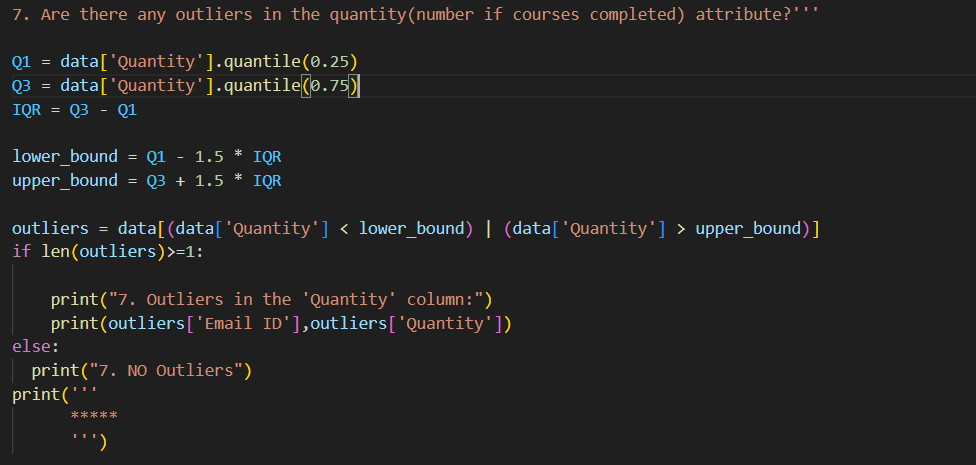 7. Are there any outliers in the quantity(number if courses completed) attribute?'''
Q1 = data['Quantity'].quantile(0.25)
Q3 = data['Quantity'].quantile(0.75)
IQR = Q3 - Q1
lower_bound = Q1 - 1.5 * IQR
upper_bound = Q3 + 1.5 * IQR
outliers = data[(data['Quantity'] < lower_bound) | (data['Quantity'] > upper_bound)]
if len(outliers)>=1:
    print("7. Outliers in the 'Quantity' column:")
    print(outliers['Email ID'],outliers['Quantity'])
else:
  print("7. NO Outliers")
print('''
      *****
      ''')